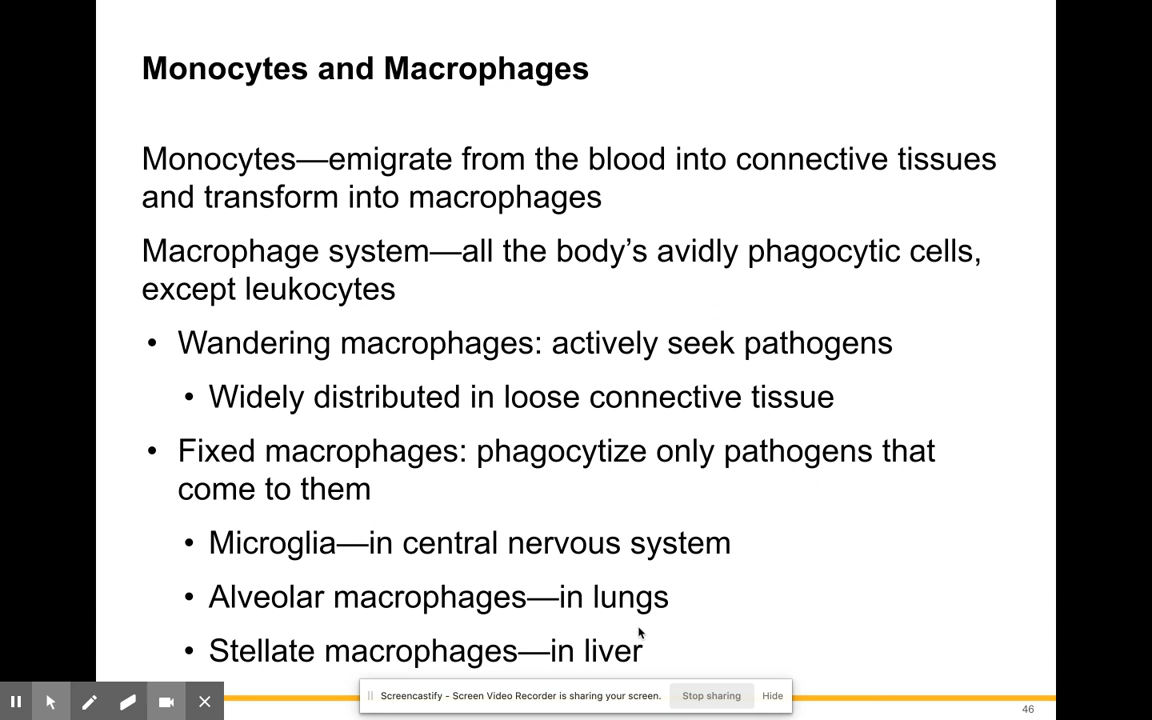 Monocytes and Macrophages
Monocytes—emigrate from the blood into connective tissues
and transform into macrophages
Macrophage system—all the body’s avidly phagocytic cells,
except leukocytes
• Wandering macrophages: actively seek pathogens
• Widely distributed in loose connective tissue
• Fixed macrophages: phagocytize only pathogens that
come to them
• Microglia—in central nervous system
• Alveolar macrophages—in lungs
• Stellate macrophages—in liver
Screencastify - Screen Video Recorder is sharing your screen. Stop sharing Hide
46